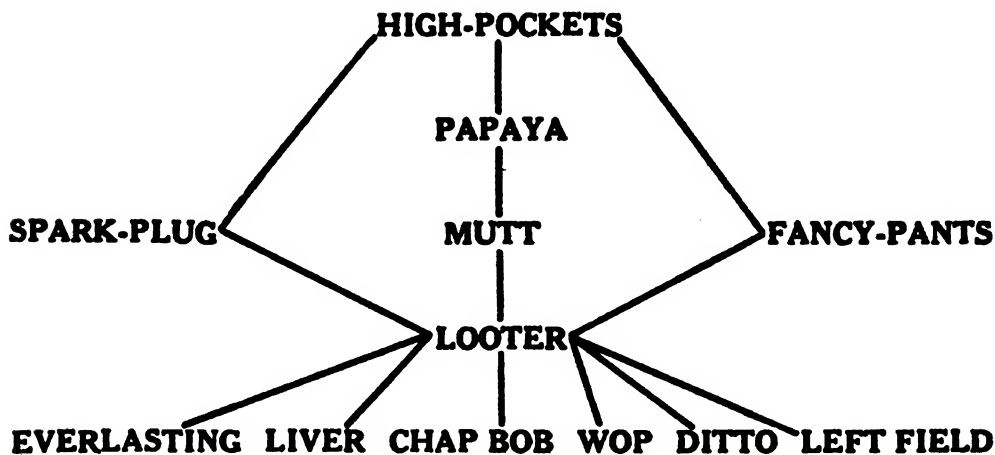 HIGH-POCKETS
PAPAYA
SPARK-PLUG MUTT FANCY-PANTS
LOOTER
EVERLASTING LIVER CHAP BOB WOP DITTO LEFT FIELD